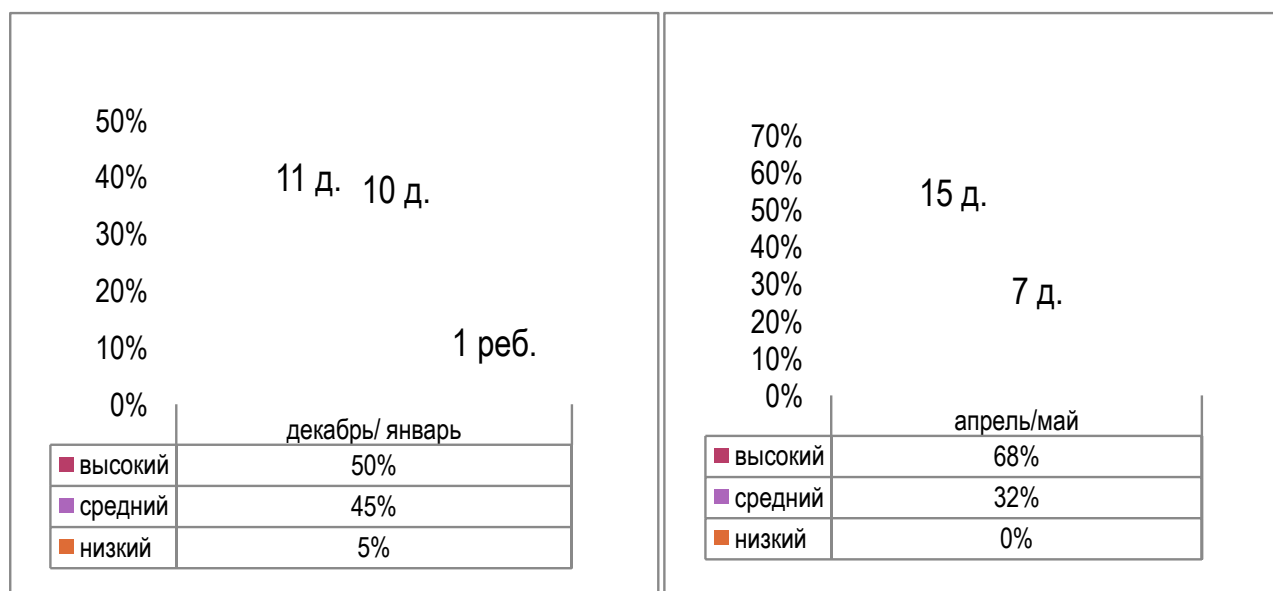 50%
40%
30%
20%
10%
0%
11 д.
10 д.
1 реб.
декабрь/ январь
высокий 50%
средний 45%
низкий 5%
70%
60%
50%
40%
30%
20%
10%
0%
15 д.
7 д.
апрель/май
высокий 68%
средний 32%
низкий 0%